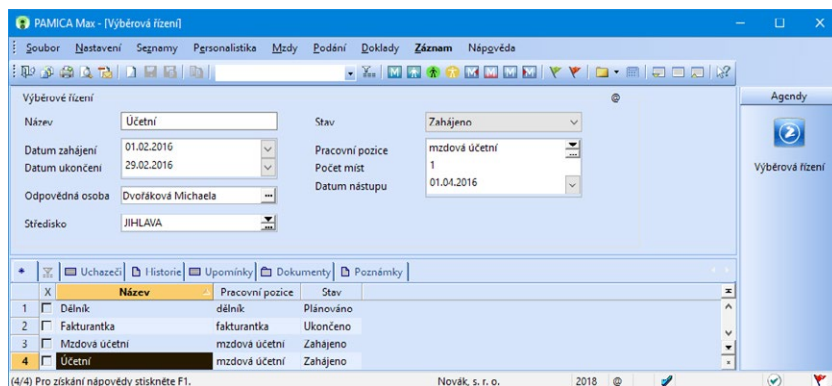 PAMICA Max - [Výběrová řízení]
Soubor Nastavení Seznamy Personalistika Mzdy Podání Doklady Záznam Nápověda
Výběrové řízení @ Agendy
Název Účetní Stav Zahájeno
Datum zahájení 01.02.2016 Pracovní pozice mzdová účetní
Datum ukončení 29.02.2016 Počet míst 1
Datum nástupu 01.04.2016
Výběrová řízení
Odpovědná osoba Dvořáková Michaela
Středisko JIHLAVA
Uchazeči Historie Upomínky Dokumenty Poznámky
X Název Pracovní pozice Stav
1 Dělník dělník Plánováno
2 Fakturantka fakturantka Ukončeno
3 Mzdová účetní mzdová účetní Zahájeno
4 Účetní mzdová účetní Zahájeno
(4/4) Pro získání nápovědy stiskněte F1. Novák, s. r. o. 2018 @